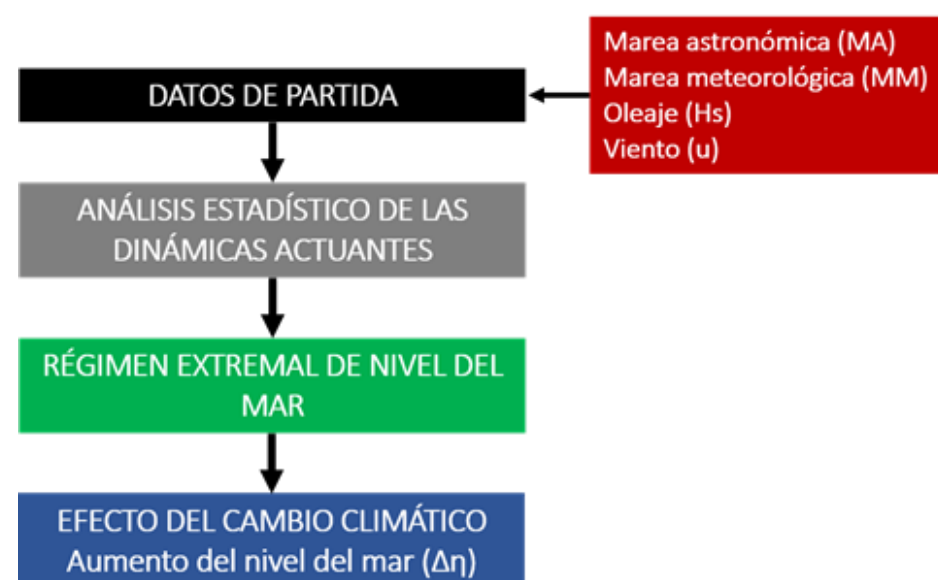 DATOS DE PARTIDA
Marea astronómica (MA)
Marea meteorológica (MM)
Oleaje (Hs)
Viento (u)
ANÁLISIS ESTADÍSTICO DE LAS
DINÁMICAS ACTUANTES
RÉGIMEN EXTREMAL DE NIVEL DEL
MAR
EFECTO DEL CAMBIO CLIMÁTICO
Aumento del nivel del mar (Δη)